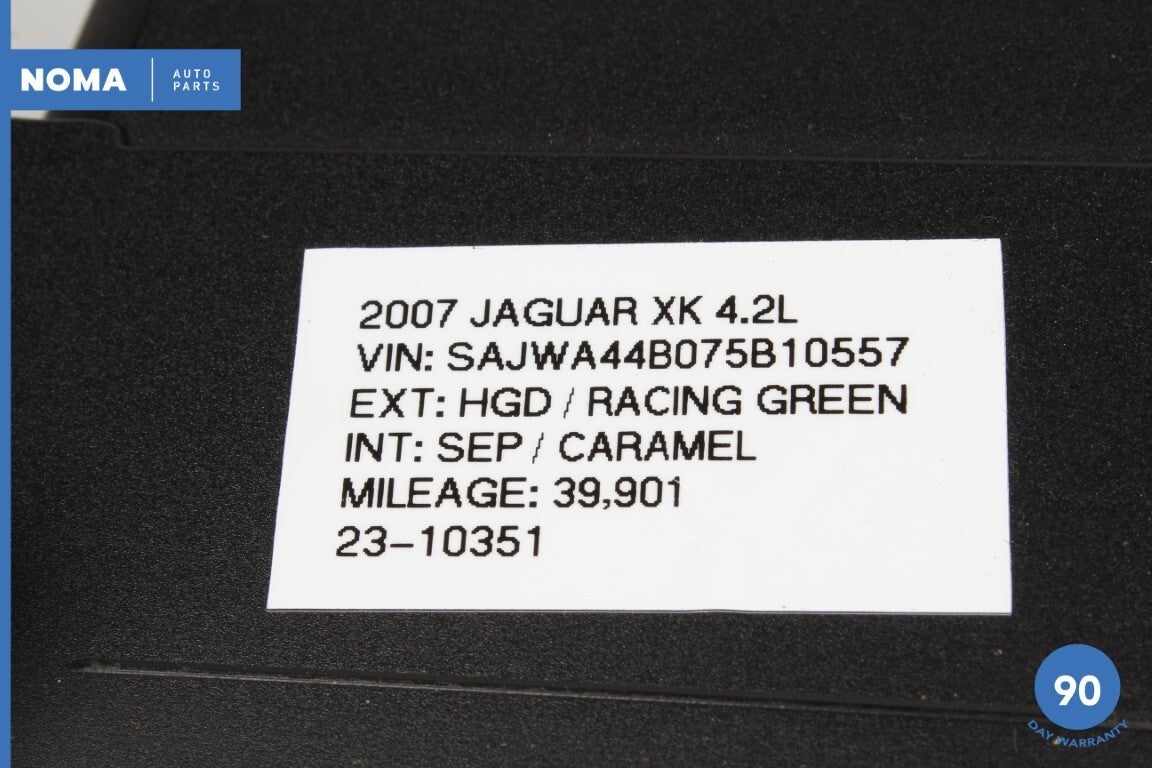 NOMA
AUTO
PARTS
2007 JAGUAR XK 4.2L
VIN: SAJWA44B075B10557
EXT: HGD / RACING GREEN
INT: SEP / CARAMEL
MILEAGE: 39,901
23-10351
90
DAY WARRANTY